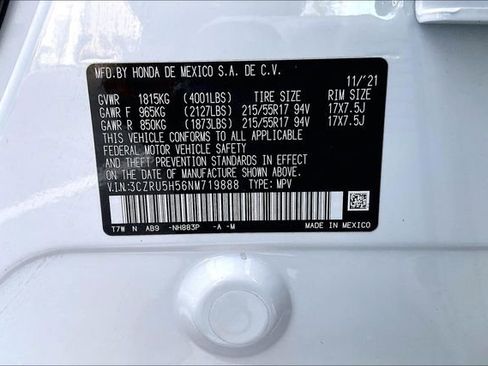 MFD.BY HONDA DE MEXICO S.A. DE C.V.
11/'21
GVWR 1815KG (4001LBS) TIRE SIZE RIM SIZE
GAWR F 965KG (2127LBS) 215/55R17 94V 17X7.5J
GAWR R 850KG (1873LBS) 215/55R17 94V 17X7.5J
THIS VEHICLE CONFORMS TO ALL APPLICABLE
FEDERAL MOTOR VEHICLE SAFETY
AND THEFT PREVENTION STANDARDS IN EFFECT
ON THE DATE OF MANUFACTURE SHOWN ABOVE.
V.I.N:3CZRU5H56NM719888 TYPE: MPV
T7W N AB9 -NH883P -A -M MADE IN MEXICO